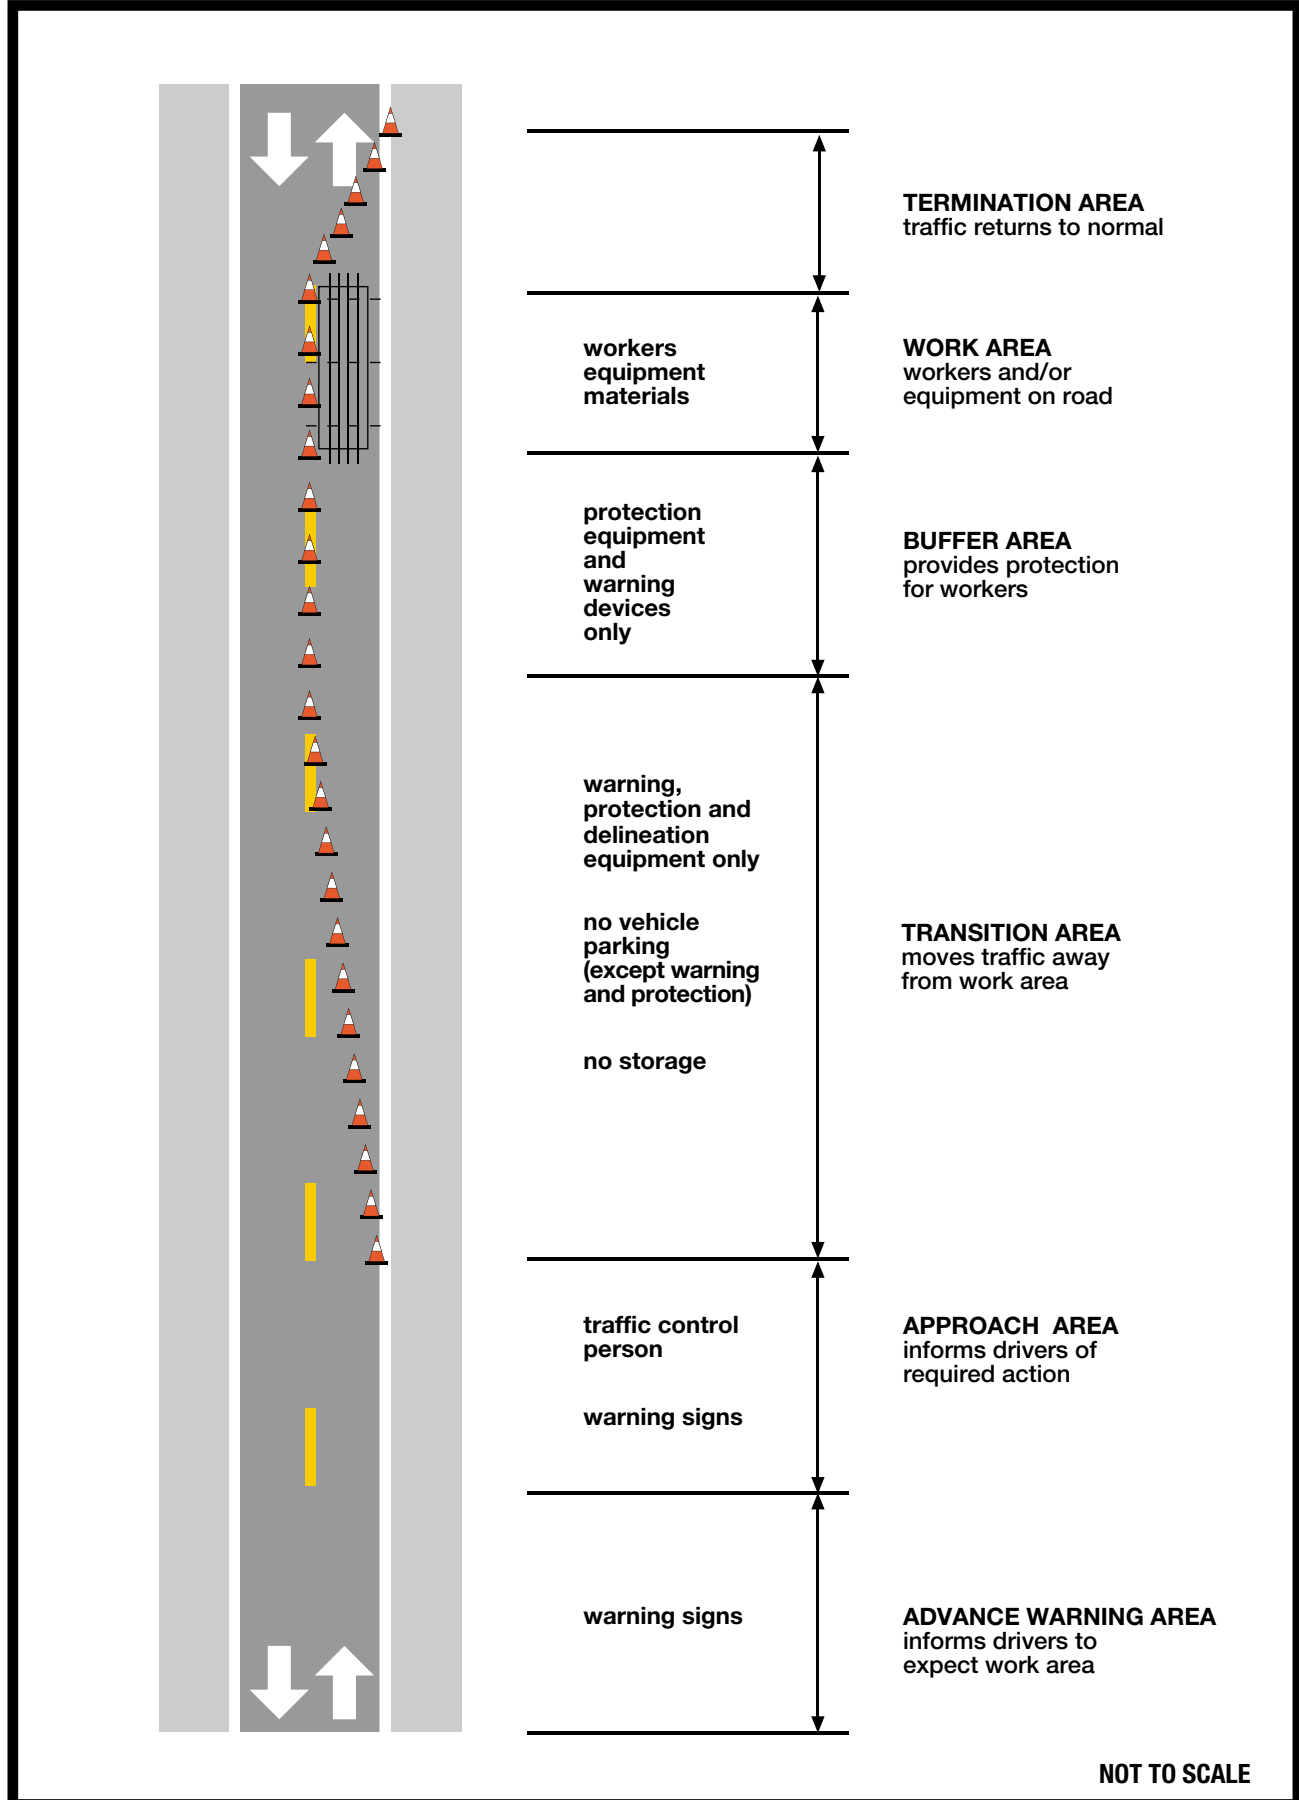 TERMINATION AREA
traffic returns to normal
workers
equipment
materials
WORK AREA
workers and/or
equipment on road
protection
equipment
and
warning
devices
only
BUFFER AREA
provides protection
for workers
warning,
protection and
delineation
equipment only
no vehicle
parking
(except warning
and protection)
no storage
TRANSITION AREA
moves traffic away
from work area
traffic control
person
warning signs
APPROACH AREA
informs drivers of
required action
warning signs
ADVANCE WARNING AREA
informs drivers to
expect work area
NOT TO SCALE